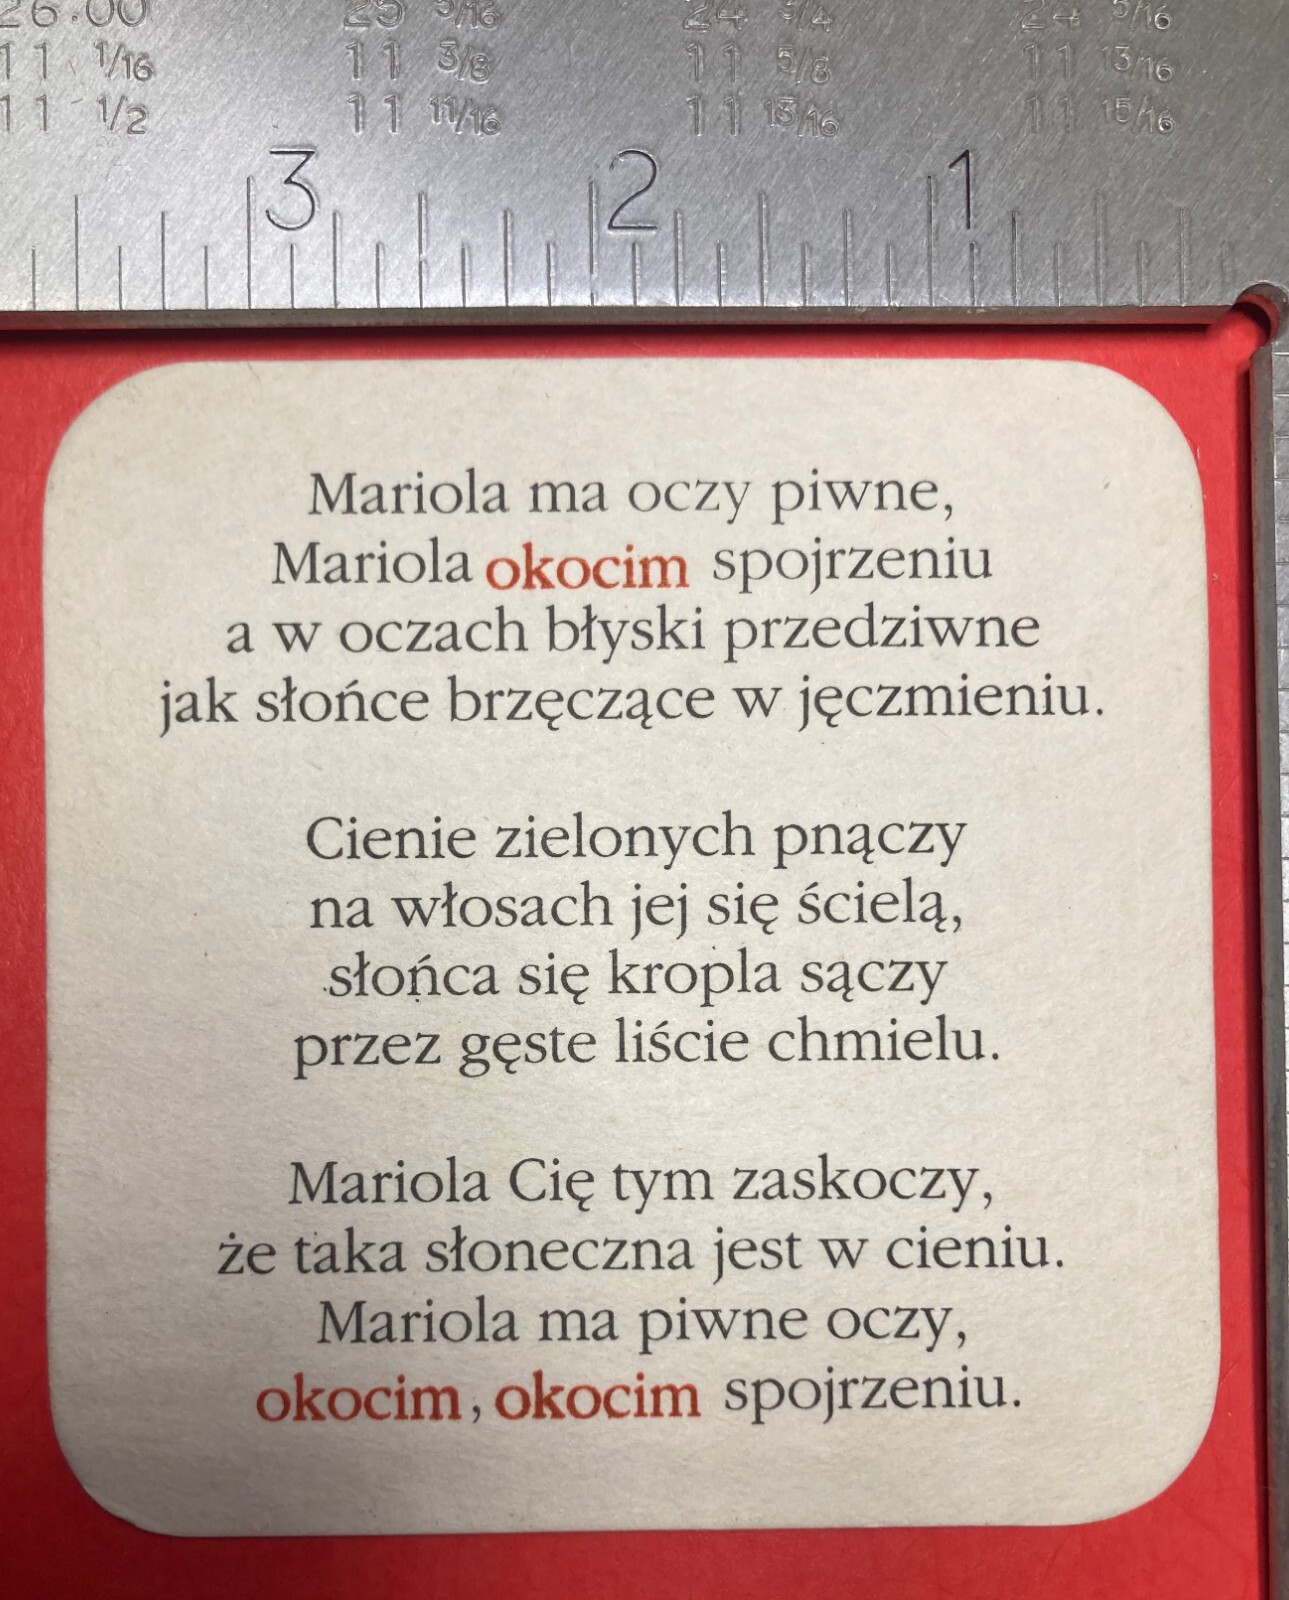 26.00 25 5/16 24 3/4 24 5/16
11 1/16 11 3/8 11 5/8 11 13/16
11 1/2 11 11/16 11 13/16 11 15/16
3 2 1
Mariola ma oczy piwne,
Mariola okocim spojrzeniu
a w oczach błyski przedziwne
jak słońce brzęczące w jęczmieniu.
Cienie zielonych pnączy
na włosach jej się ścielą,
słońca się kropla sączy
przez gęste liście chmielu.
Mariola Cię tym zaskoczy,
że taka słoneczna jest w cieniu.
Mariola ma piwne oczy,
okocim, okocim spojrzeniu.